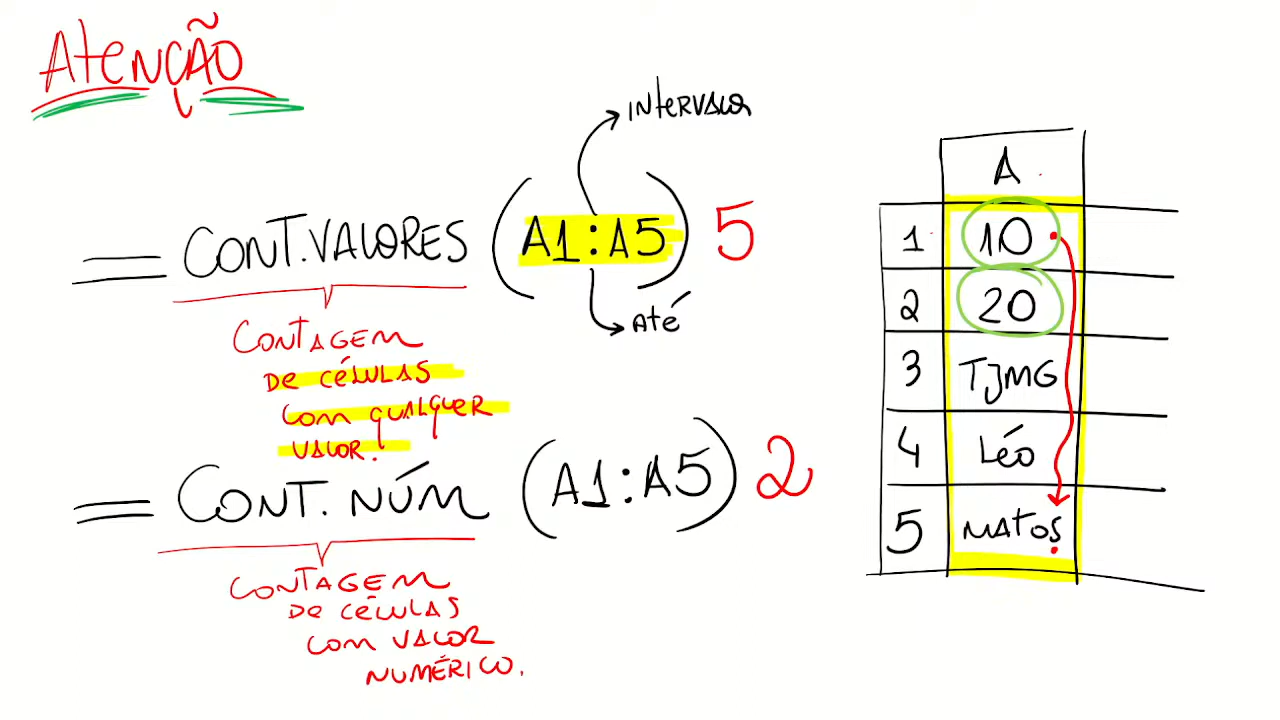 ATENÇÃO
INTERVALOR
= CONT.VALORES (A1:A5) 5
ATÉ
CONTAGEM
DE CÉLULAS
COM QUALQUER
VALOR.
= CONT.NÚM (A1:A5) 2
CONTAGEM
DE CÉLULAS
COM VALOR
NUMÉRICO.
A
1 10
2 20
3 TJMG
4 LÉO
5 MATOS